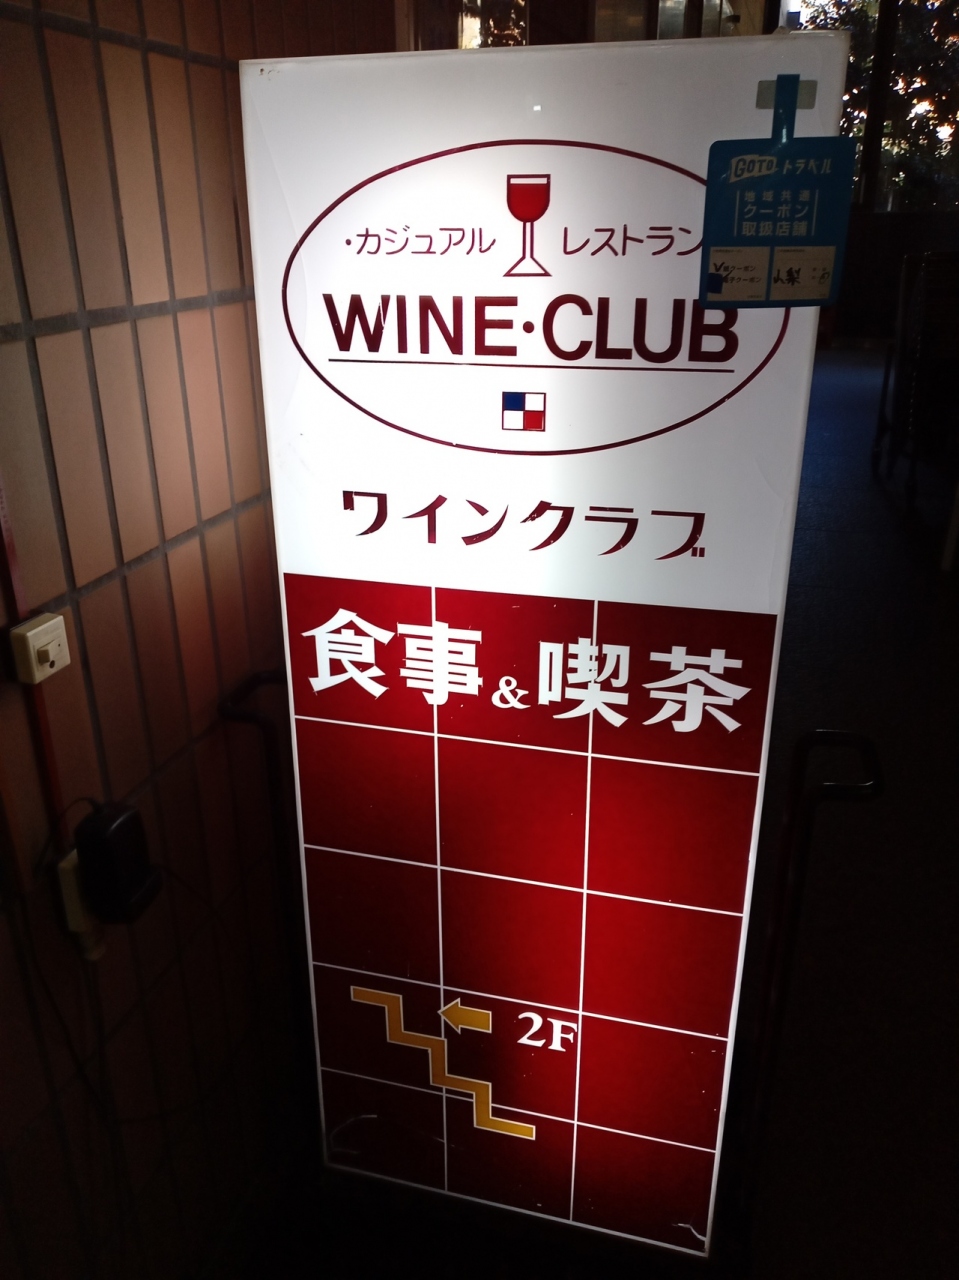 ・カジュアル レストラン
WINE・CLUB
ワインクラブ
食事&喫茶
2F
GOTO トラベル
地域共通
クーポン
取扱店舗
山梨